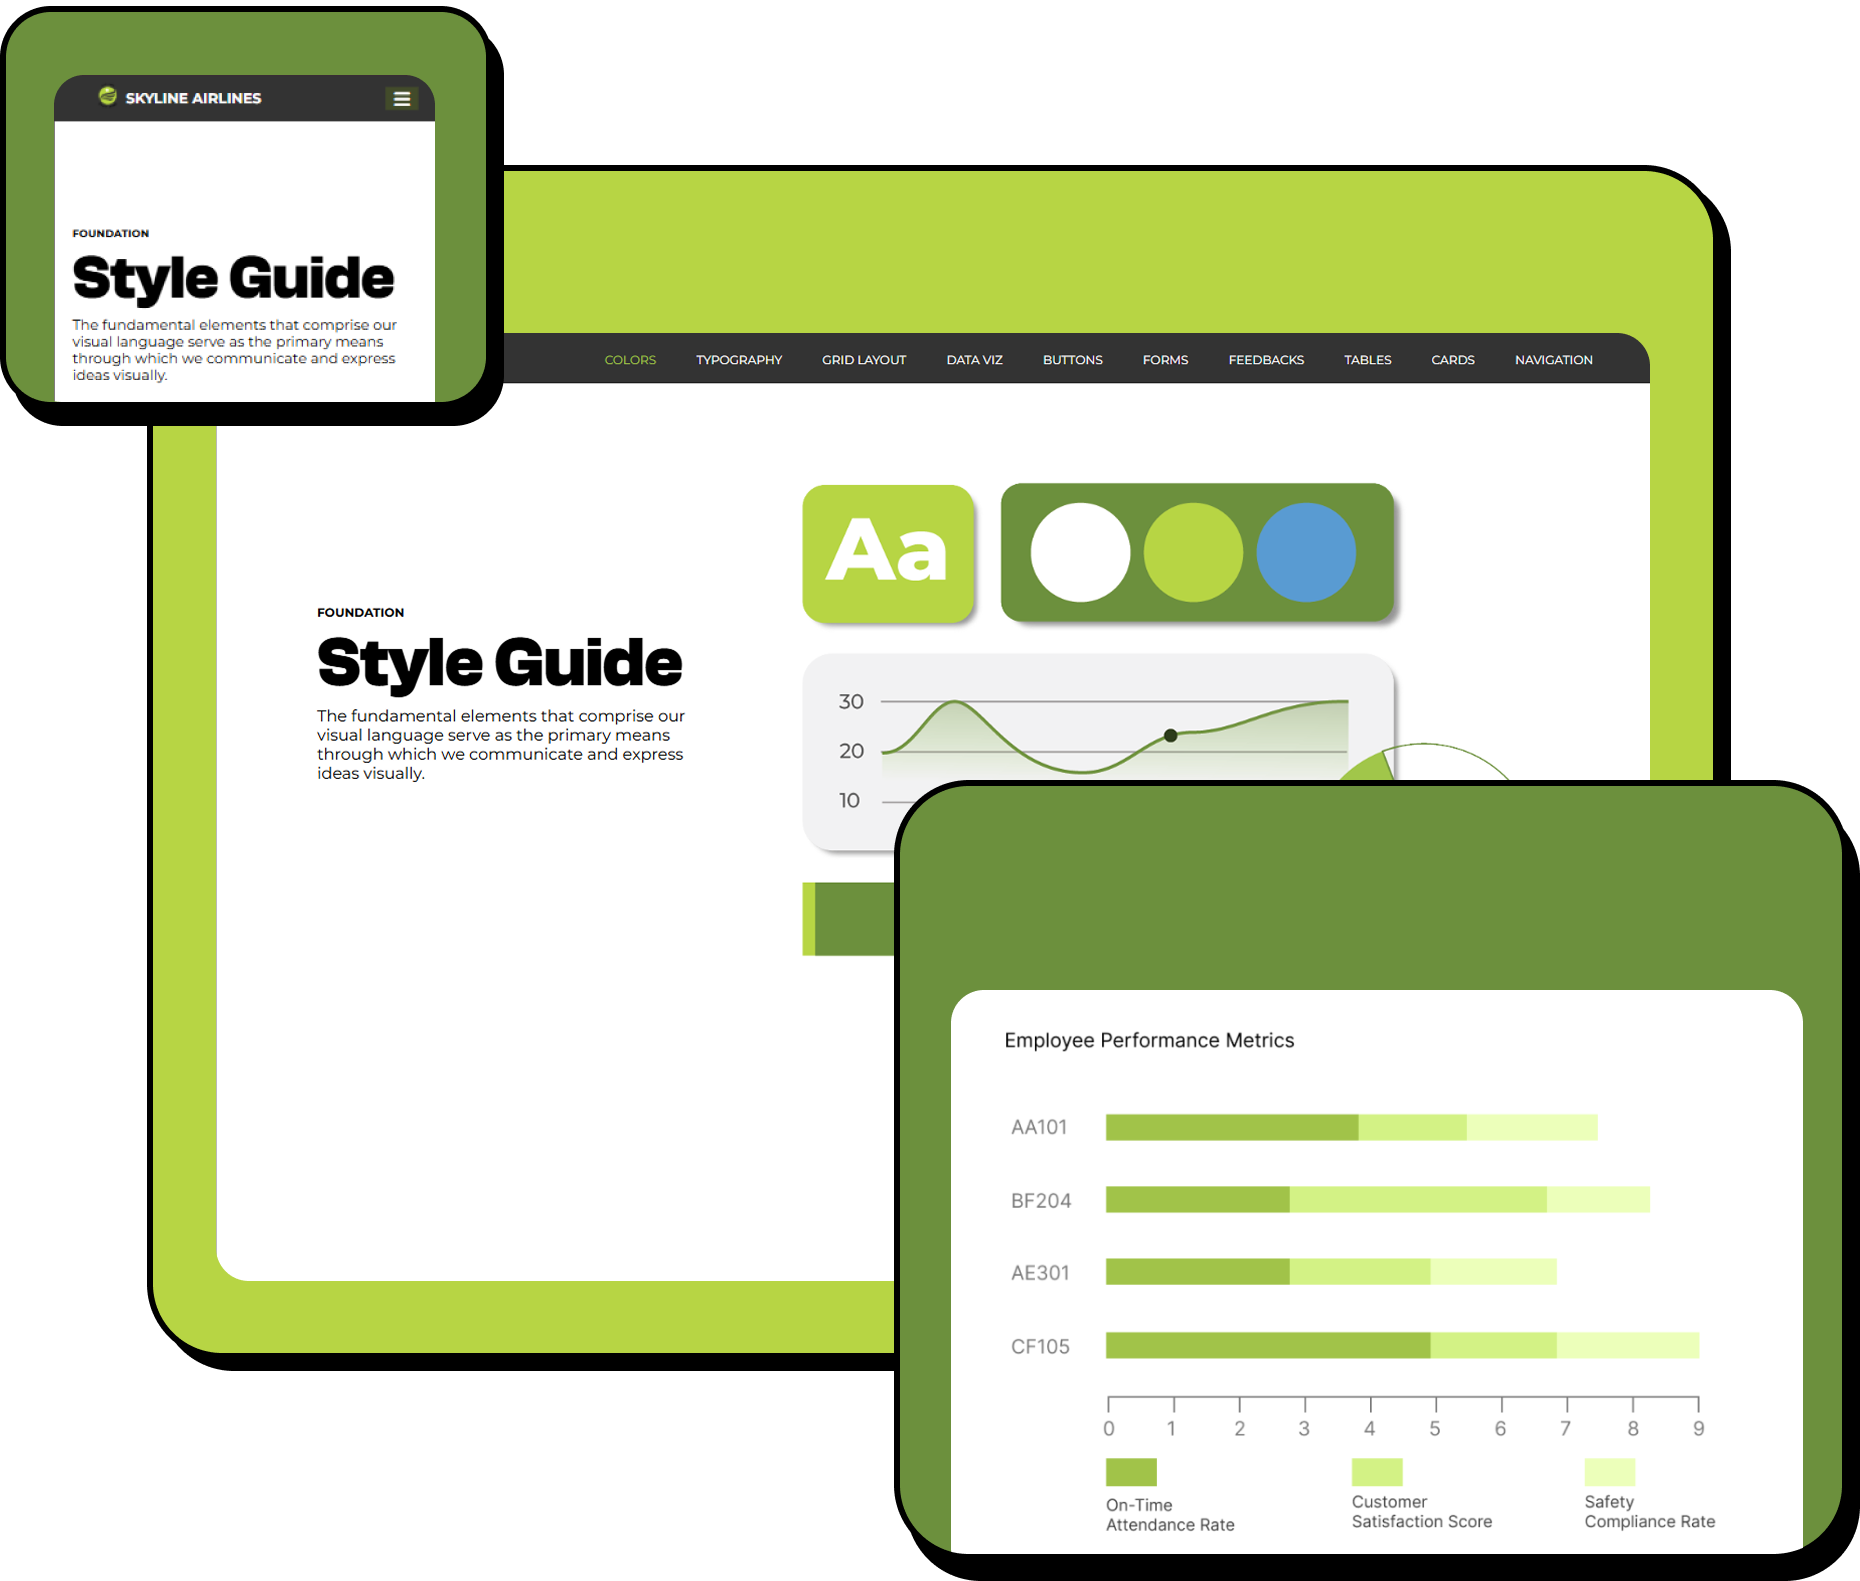 SKYLINE AIRLINES
FOUNDATION
Style Guide
The fundamental elements that comprise our
visual language serve as the primary means
through which we communicate and express
ideas visually.
COLORS TYPOGRAPHY GRID LAYOUT DATA VIZ BUTTONS FORMS FEEDBACKS TABLES CARDS NAVIGATION
FOUNDATION
Style Guide
The fundamental elements that comprise our
visual language serve as the primary means
through which we communicate and express
ideas visually.
Aa
30
20
10
Employee Performance Metrics
AA101
BF204
AE301
CF105
0 1 2 3 4 5 6 7 8 9
On-Time
Attendance Rate
Customer
Satisfaction Score
Safety
Compliance Rate